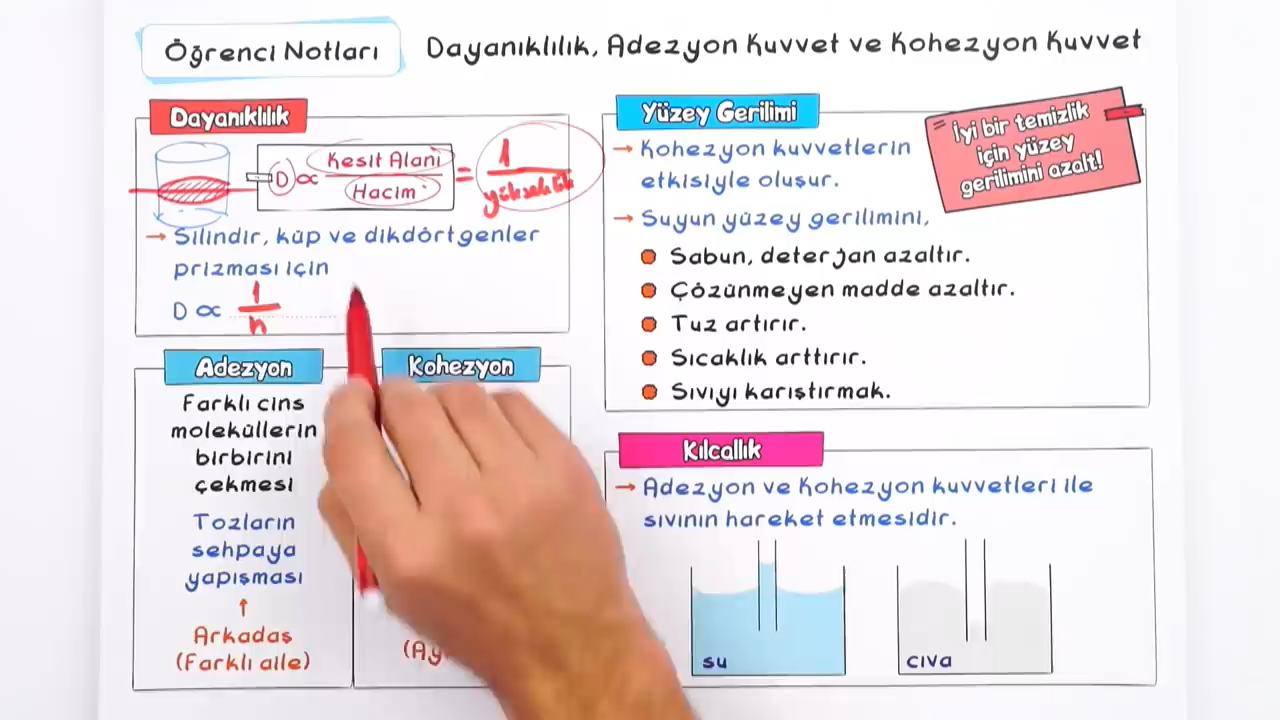 Öğrenci Notları
Dayanıklılık, Adezyon Kuvvet ve Kohezyon Kuvvet
Dayanıklılık
D ∝ Kesit Alanı
Hacim
= 1
yükseklik
→ Silindir, küp ve dikdörtgenler
prizması için
D ∝ 1
h
Adezyon
Farklı cins
moleküllerin
birbirini
çekmesi
Tozların
sehpaya
yapışması
↑
Arkadaş
(Farklı aile)
Kohezyon
Yüzey Gerilimi
→ Kohezyon kuvvetlerin
etkisiyle oluşur.
→ Suyun yüzey gerilimini,
Sabun, deterjan azaltır.
Çözünmeyen madde azaltır.
Tuz artırır.
Sıcaklık arttırır.
Sıvıyı karıştırmak.
İyi bir temizlik
için yüzey
gerilimini azalt!
Kılcallık
→ Adezyon ve Kohezyon kuvvetleri ile
sıvının hareket etmesidir.
su
cıva